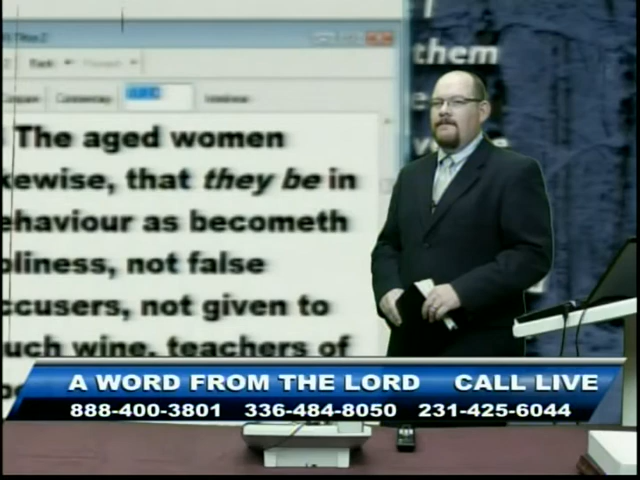 them
The aged women
kewise, that they be in
ehaviour as becometh
oliness, not false
ccusers, not given to
uch wine, teachers of
A WORD FROM THE LORD CALL LIVE
888-400-3801 336-484-8050 231-425-6044